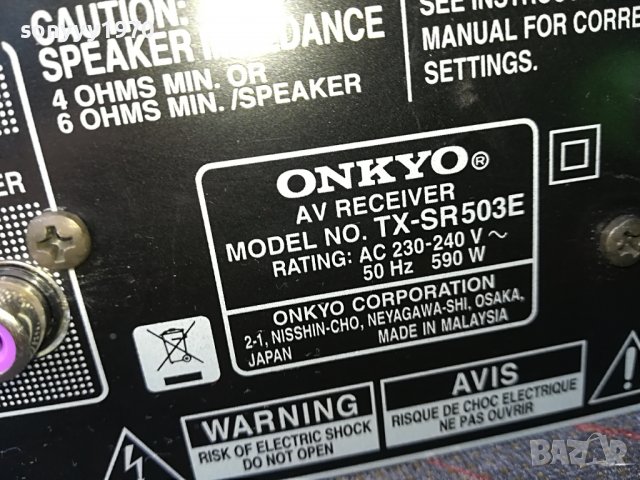 sonyvv1978
CAUTION:
SPEAKER IMPEDANCE
4 OHMS MIN. OR
6 OHMS MIN. /SPEAKER
MANUAL FOR
SETTINGS.
ONKYO®
AV RECEIVER
MODEL NO. TX-SR503E
RATING: AC 230-240 V ~
50 Hz 590 W
ONKYO CORPORATION
2-1, NISSHIN-CHO, NEYAGAWA-SHI, OSAKA,
JAPAN MADE IN MALAYSIA
WARNING
RISK OF ELECTRIC SHOCK
DO NOT OPEN
AVIS
RISQUE DE CHOC ELECTRIQUE
NE PAS OUVRIR
BAZAR